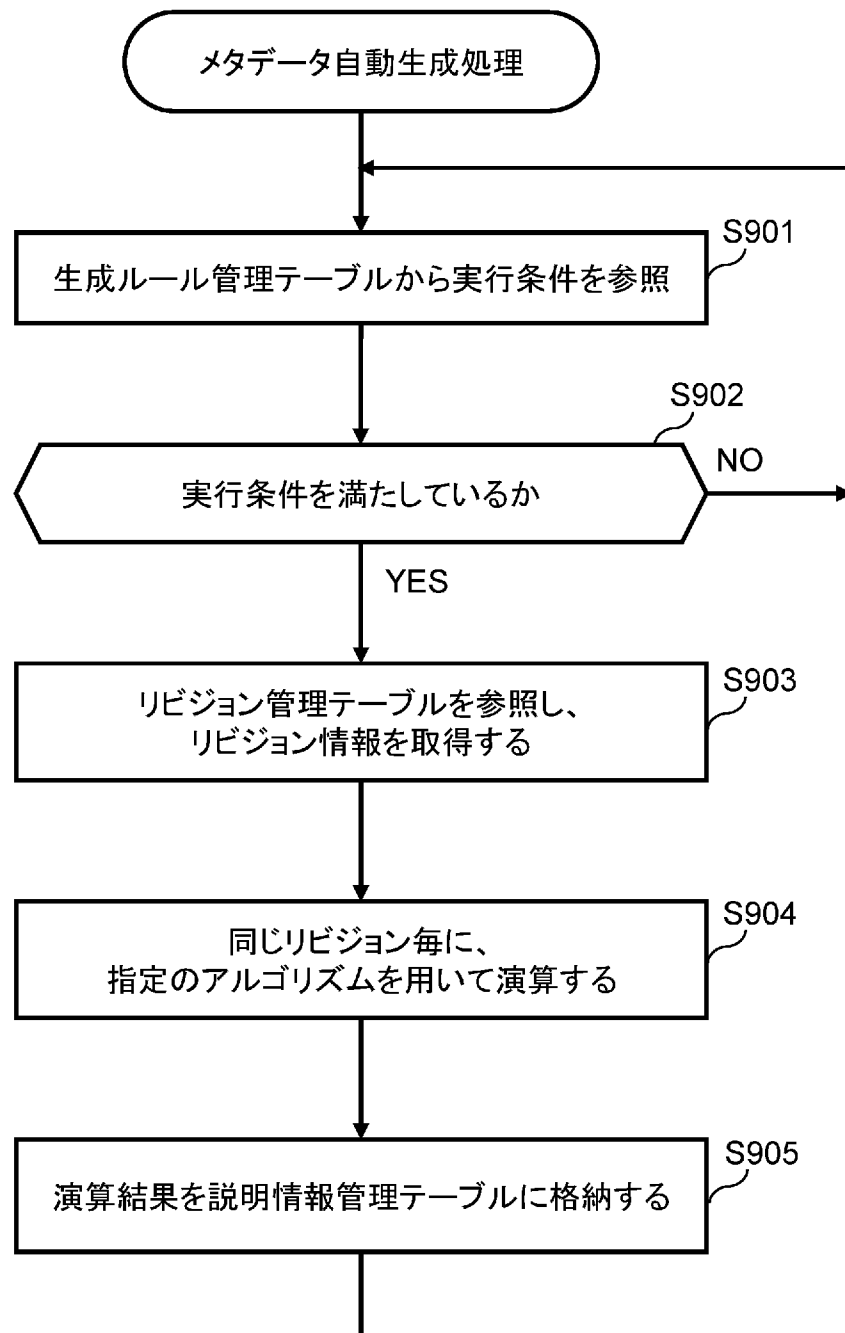 メタデータ自動生成処理
S901
生成ルール管理テーブルから実行条件を参照
S902
実行条件を満たしているか
NO
YES
S903
リビジョン管理テーブルを参照し、
リビジョン情報を取得する
S904
同じリビジョン毎に、
指定のアルゴリズムを用いて演算する
S905
演算結果を説明情報管理テーブルに格納する